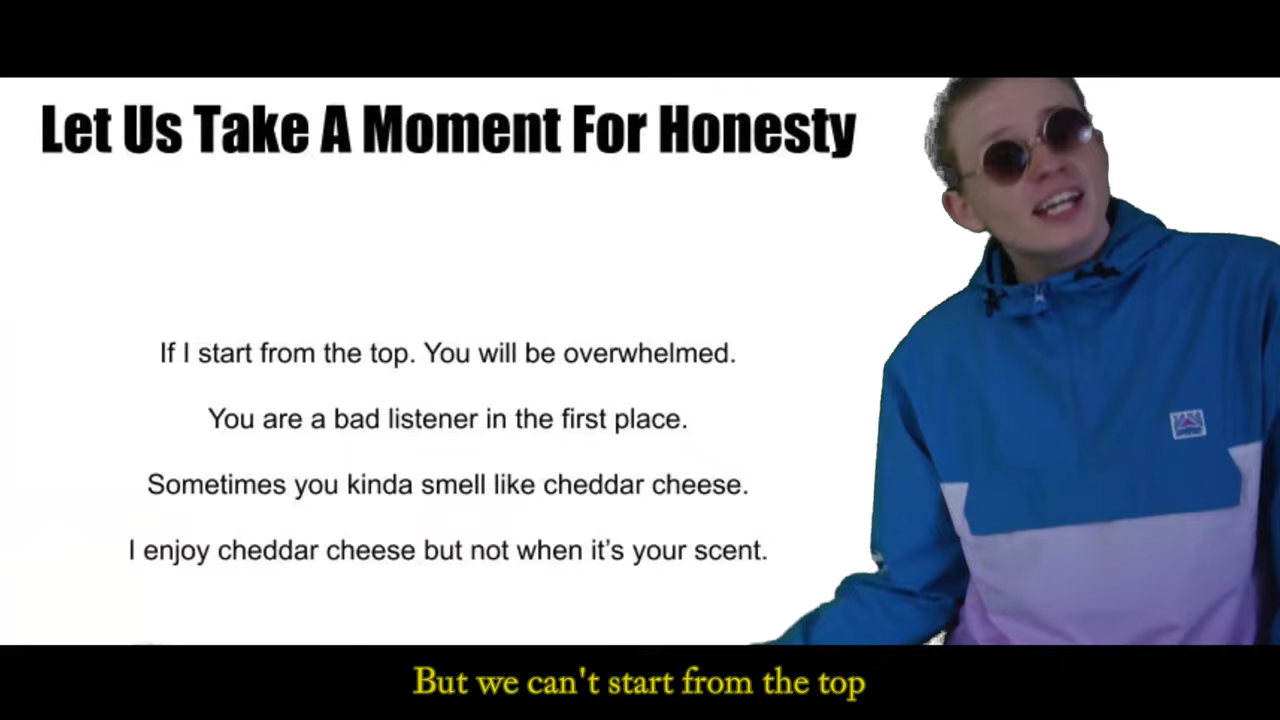 Let Us Take A Moment For Honesty
If I start from the top. You will be overwhelmed.
You are a bad listener in the first place.
Sometimes you kinda smell like cheddar cheese.
I enjoy cheddar cheese but not when it’s your scent.
But we can't start from the top